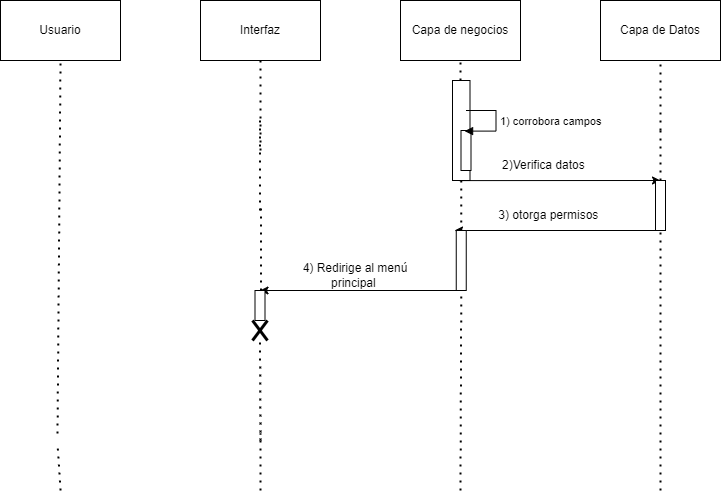 Usuario
Interfaz
Capa de negocios
Capa de Datos
1) corrobora campos
2)Verifica datos
3) otorga permisos
4) Redirige al menú
principal